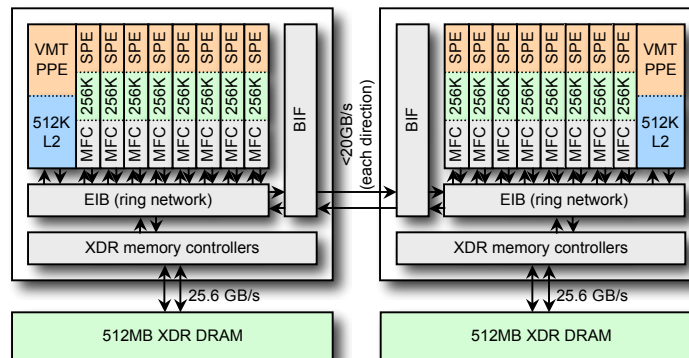 VMT
PPE
512K
L2
SPE
SPE
SPE
SPE
SPE
SPE
SPE
SPE
256K
256K
256K
256K
256K
256K
256K
256K
MFC
MFC
MFC
MFC
MFC
MFC
MFC
MFC
BIF
EIB (ring network)
XDR memory controllers
25.6 GB/s
512MB XDR DRAM
<20GB/s
(each direction)
BIF
SPE
SPE
SPE
SPE
SPE
SPE
SPE
SPE
256K
256K
256K
256K
256K
256K
256K
256K
MFC
MFC
MFC
MFC
MFC
MFC
MFC
MFC
VMT
PPE
512K
L2
EIB (ring network)
XDR memory controllers
25.6 GB/s
512MB XDR DRAM